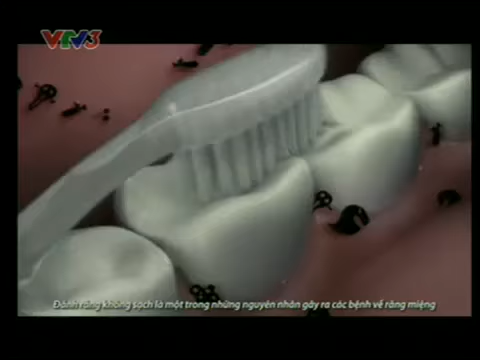 VTV3
Đánh răng không sạch là một trong những nguyên nhân gây ra các bệnh về răng miệng